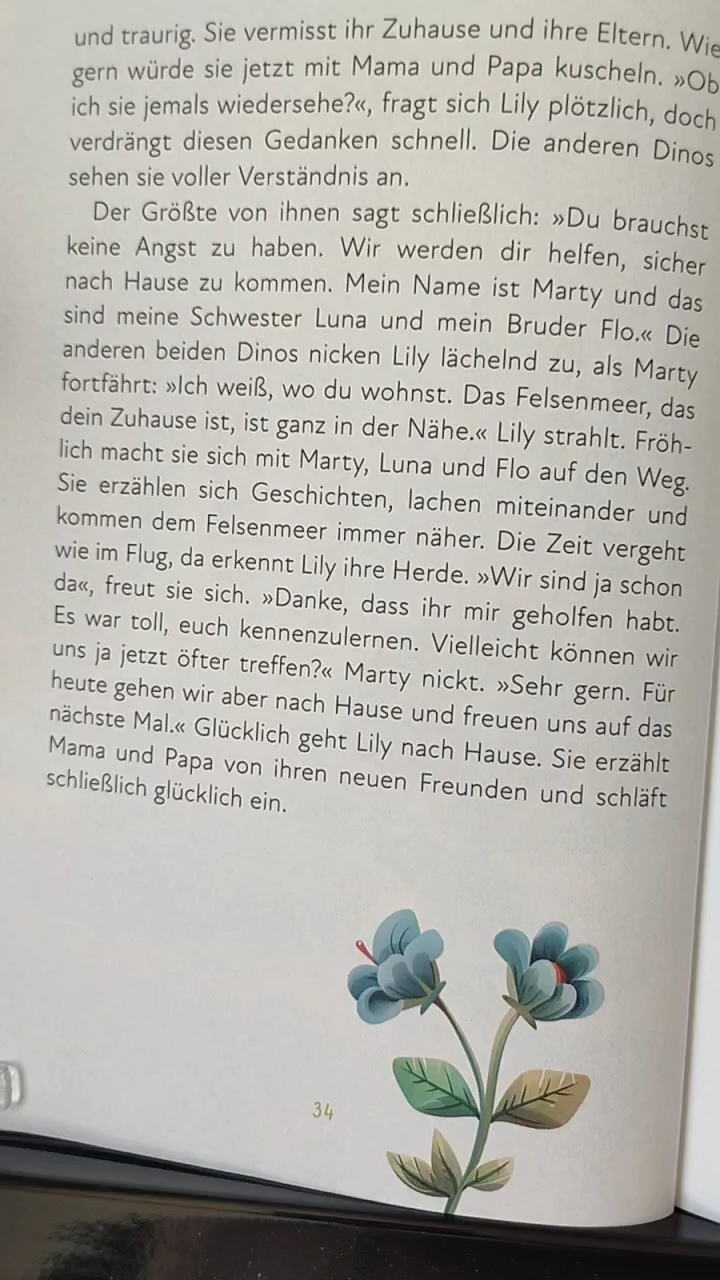 und traurig. Sie vermisst ihr Zuhause und ihre Eltern. Wie
gern würde sie jetzt mit Mama und Papa kuscheln. »Ob
ich sie jemals wiedersehe?«, fragt sich Lily plötzlich, doch
verdrängt diesen Gedanken schnell. Die anderen Dinos
sehen sie voller Verständnis an.
Der Größte von ihnen sagt schließlich: »Du brauchst
keine Angst zu haben. Wir werden dir helfen, sicher
nach Hause zu kommen. Mein Name ist Marty und das
sind meine Schwester Luna und mein Bruder Flo.« Die
anderen beiden Dinos nicken Lily lächelnd zu, als Marty
fortfährt: »Ich weiß, wo du wohnst. Das Felsenmeer, das
dein Zuhause ist, ist ganz in der Nähe.« Lily strahlt. Fröh-
lich macht sie sich mit Marty, Luna und Flo auf den Weg.
Sie erzählen sich Geschichten, lachen miteinander und
kommen dem Felsenmeer immer näher. Die Zeit vergeht
wie im Flug, da erkennt Lily ihre Herde. »Wir sind ja schon
da«, freut sie sich. »Danke, dass ihr mir geholfen habt.
Es war toll, euch kennenzulernen. Vielleicht können wir
uns ja jetzt öfter treffen?« Marty nickt. »Sehr gern. Für
heute gehen wir aber nach Hause und freuen uns auf das
nächste Mal.« Glücklich geht Lily nach Hause. Sie erzählt
Mama und Papa von ihren neuen Freunden und schläft
schließlich glücklich ein.
34